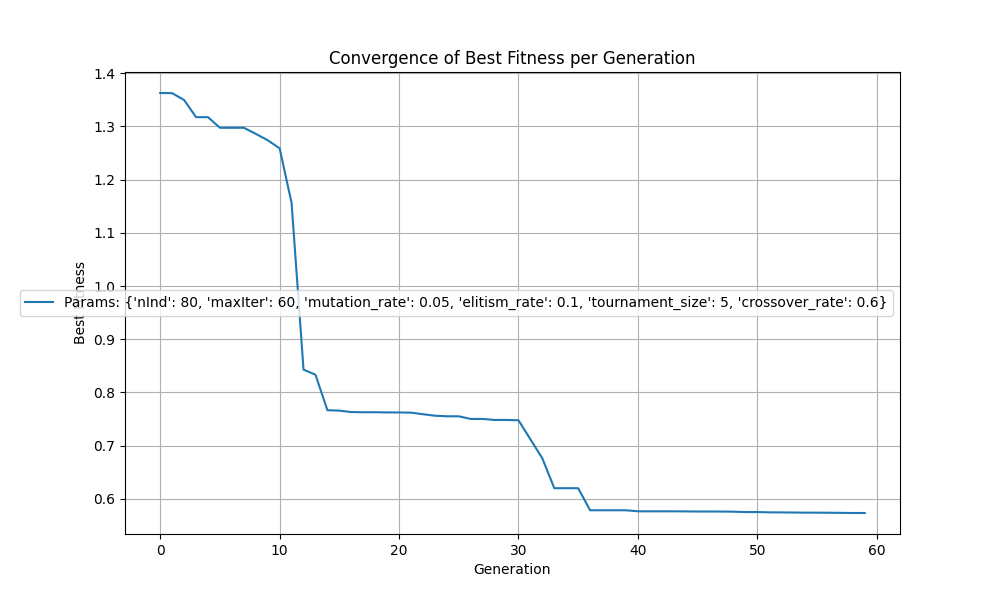 Convergence of Best Fitness per Generation
1.4
1.3
1.2
1.1
1.0
0.9
0.8
0.7
0.6
Best
ness
Params: {'nInd': 80, 'maxIter': 60, 'mutation_rate': 0.05, 'elitism_rate': 0.1, 'tournament_size': 5, 'crossover_rate': 0.6}
0 10 20 30 40 50 60
Generation